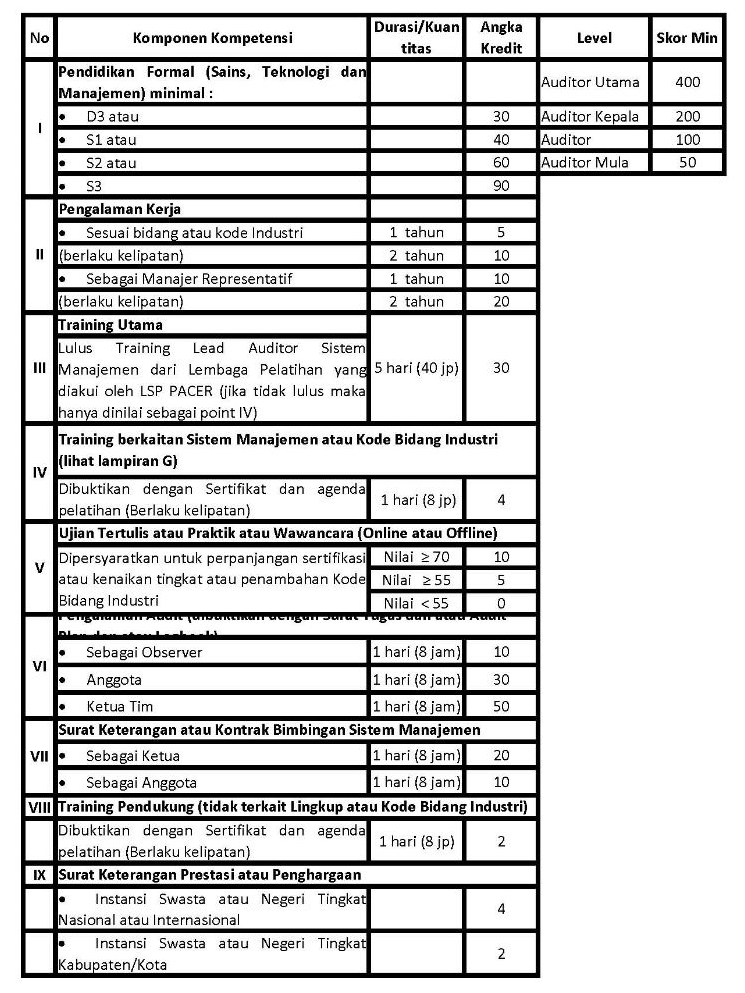 No Komponen Kompetensi Durasi/Kuan titas Angka Kredit Level Skor Min
I Pendidikan Formal (Sains, Teknologi dan
Manajemen) minimal :
Auditor Utama 400
• D3 atau 30 Auditor Kepala 200
• S1 atau 40 Auditor 100
• S2 atau 60 Auditor Mula 50
• S3 90
II Pengalaman Kerja
• Sesuai bidang atau kode Industri 1 tahun 5
(berlaku kelipatan) 2 tahun 10
• Sebagai Manajer Representatif 1 tahun 10
(berlaku kelipatan) 2 tahun 20
III Training Utama
Lulus Training Lead Auditor Sistem
Manajemen dari Lembaga Pelatihan yang
diakui oleh LSP PACER (jika tidak lulus maka
hanya dinilai sebagai point IV)
5 hari (40 jp) 30
IV Training berkaitan Sistem Manajemen atau Kode Bidang Industri
(lihat lampiran G)
Dibuktikan dengan Sertifikat dan agenda
pelatihan (Berlaku kelipatan)
1 hari (8 jp) 4
V Ujian Tertulis atau Praktik atau Wawancara (Online atau Offline)
Dipersyaratkan untuk perpanjangan sertifikasi
atau kenaikan tingkat atau penambahan Kode
Bidang Industri
Nilai ≥ 70 10
Nilai ≥ 55 5
Nilai < 55 0
VI Pengalaman Audit (dibuktikan dengan Surat Tugas dan atau Audit
Plan dan atau Logbook)
• Sebagai Observer 1 hari (8 jam) 10
• Anggota 1 hari (8 jam) 30
• Ketua Tim 1 hari (8 jam) 50
VII Surat Keterangan atau Kontrak Bimbingan Sistem Manajemen
• Sebagai Ketua 1 hari (8 jam) 20
• Sebagai Anggota 1 hari (8 jam) 10
VIII Training Pendukung (tidak terkait Lingkup atau Kode Bidang Industri)
Dibuktikan dengan Sertifikat dan agenda
pelatihan (Berlaku kelipatan)
1 hari (8 jp) 2
IX Surat Keterangan Prestasi atau Penghargaan
• Instansi Swasta atau Negeri Tingkat
Nasional atau Internasional
4
• Instansi Swasta atau Negeri Tingkat
Kabupaten/Kota
2